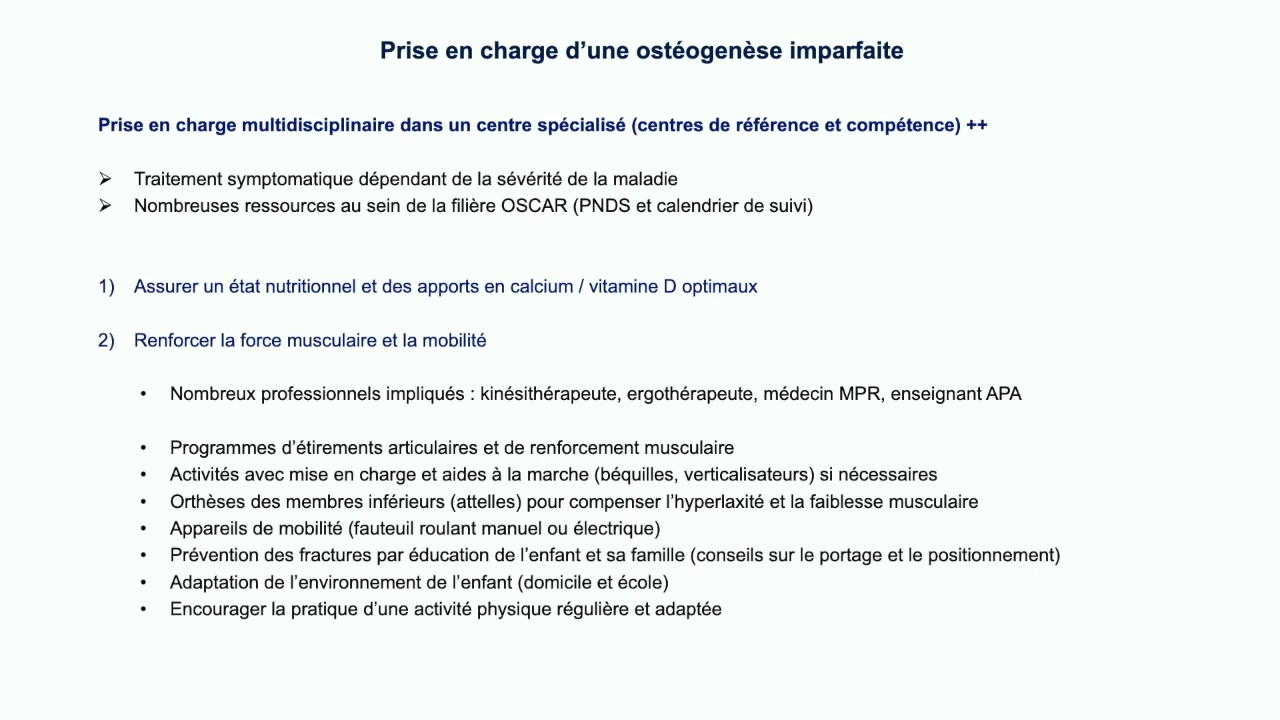 Prise en charge d’une ostéogenèse imparfaite
Prise en charge multidisciplinaire dans un centre spécialisé (centres de référence et compétence) ++
➢ Traitement symptomatique dépendant de la sévérité de la maladie
➢ Nombreuses ressources au sein de la filière OSCAR (PNDS et calendrier de suivi)
1) Assurer un état nutritionnel et des apports en calcium / vitamine D optimaux
2) Renforcer la force musculaire et la mobilité
• Nombreux professionnels impliqués : kinésithérapeute, ergothérapeute, médecin MPR, enseignant APA
• Programmes d’étirements articulaires et de renforcement musculaire
• Activités avec mise en charge et aides à la marche (béquilles, verticalisateurs) si nécessaires
• Orthèses des membres inférieurs (attelles) pour compenser l’hyperlaxité et la faiblesse musculaire
• Appareils de mobilité (fauteuil roulant manuel ou électrique)
• Prévention des fractures par éducation de l’enfant et sa famille (conseils sur le portage et le positionnement)
• Adaptation de l’environnement de l’enfant (domicile et école)
• Encourager la pratique d’une activité physique régulière et adaptée